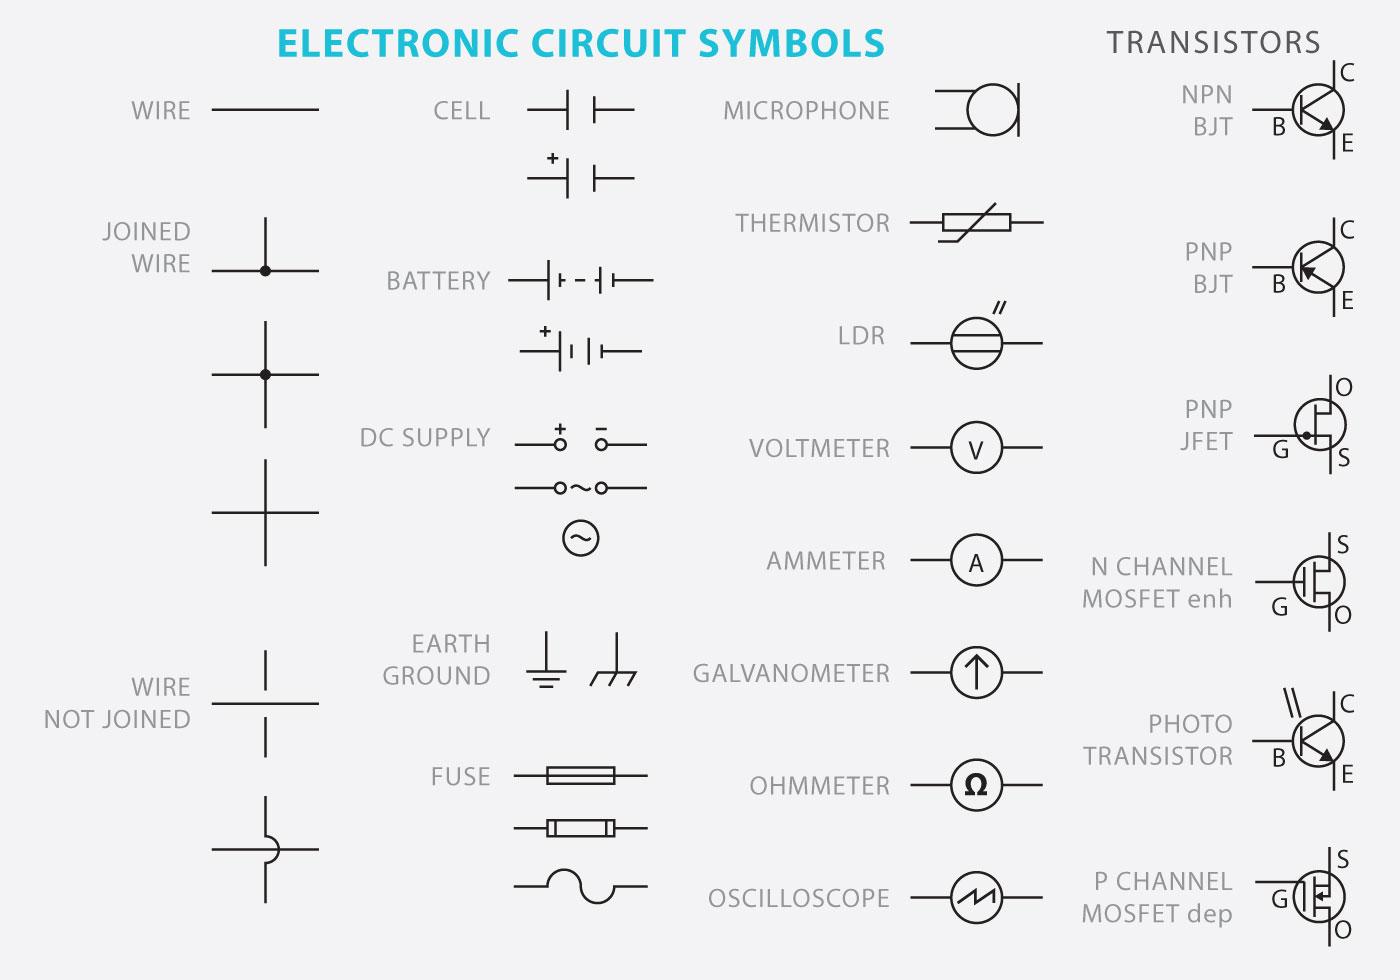 ELECTRONIC CIRCUIT SYMBOLS
WIRE
JOINED
WIRE
WIRE
NOT JOINED
CELL
+
BATTERY
+
DC SUPPLY
+ −
~
~
EARTH
GROUND
FUSE
MICROPHONE
THERMISTOR
LDR
VOLTMETER
V
AMMETER
A
GALVANOMETER
OHMMETER
Ω
OSCILLOSCOPE
TRANSISTORS
NPN
BJT
C
B
E
PNP
BJT
C
B
E
PNP
JFET
O
G
S
N CHANNEL
MOSFET enh
S
G
O
PHOTO
TRANSISTOR
C
B
E
P CHANNEL
MOSFET dep
S
G
O